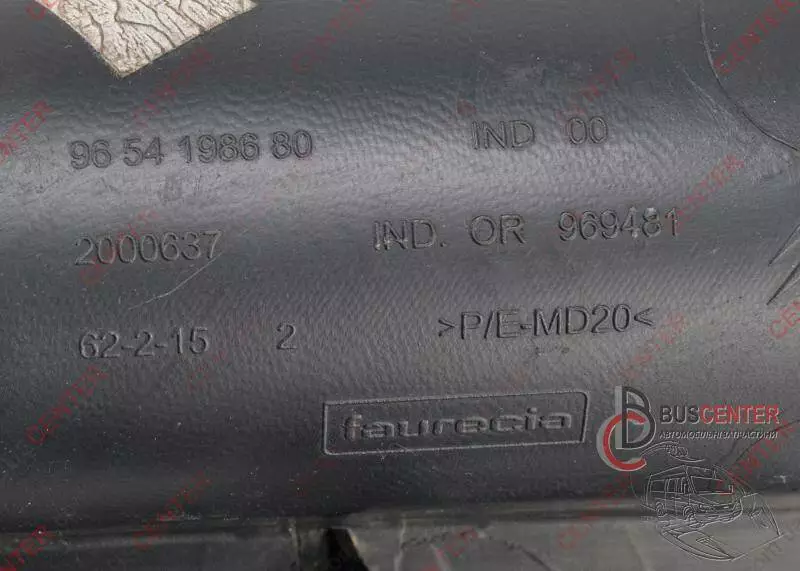 96 54 1986 80 IND 00
2000637 IND. OR 969481
62-2-15 2 >P/E-MD20<
faurecia
BUSCENTER
АВТОМОБІЛЬНІ ЗАПЧАСТИНИ